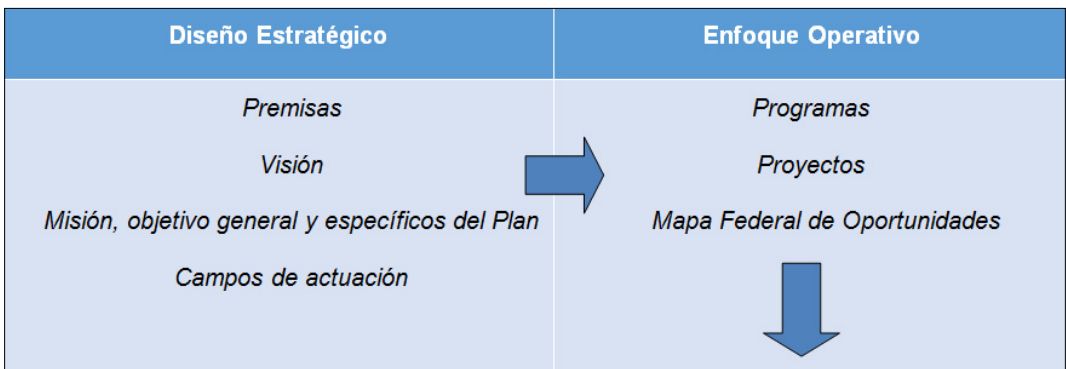 Diseño Estratégico
Enfoque Operativo
Premisas
Visión
Misión, objetivo general y específicos del Plan
Campos de actuación
Programas
Proyectos
Mapa Federal de Oportunidades